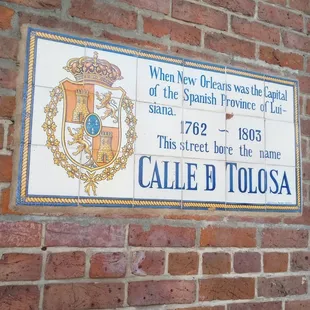 When New Orleans was the Capital
of the Spanish Province of Loui-
siana.
1762 ~ 1803
This street bore the name
CALLE D TOLOSA